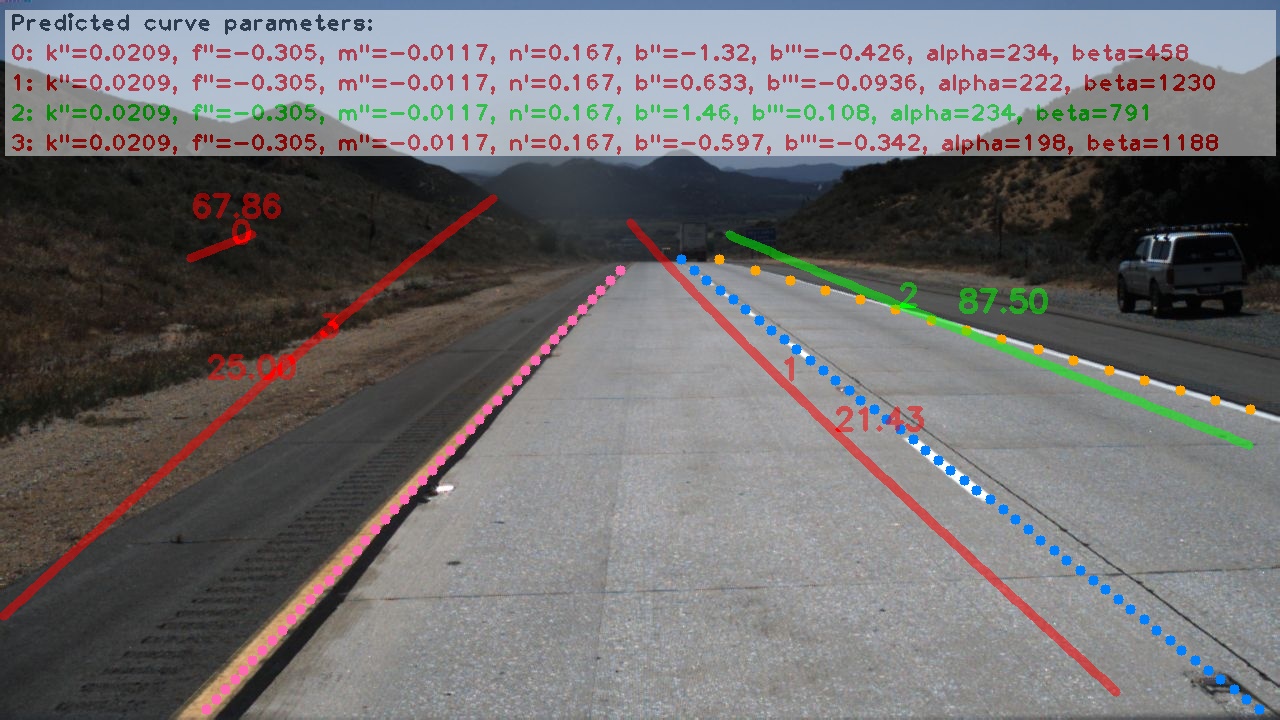 Predicted curve parameters:
0: k''=0.0209, f''=-0.305, m''=-0.0117, n'=0.167, b''=-1.32, b'''=-0.426, alpha=234, beta=458
1: k''=0.0209, f''=-0.305, m''=-0.0117, n'=0.167, b''=0.633, b'''=-0.0936, alpha=222, beta=1230
2: k''=0.0209, f''=-0.305, m''=-0.0117, n'=0.167, b''=1.46, b'''=0.108, alpha=234, beta=791
3: k''=0.0209, f''=-0.305, m''=-0.0117, n'=0.167, b''=-0.597, b'''=-0.342, alpha=198, beta=1188
67.86
0
2 87.50
3
25.00
1
21.43